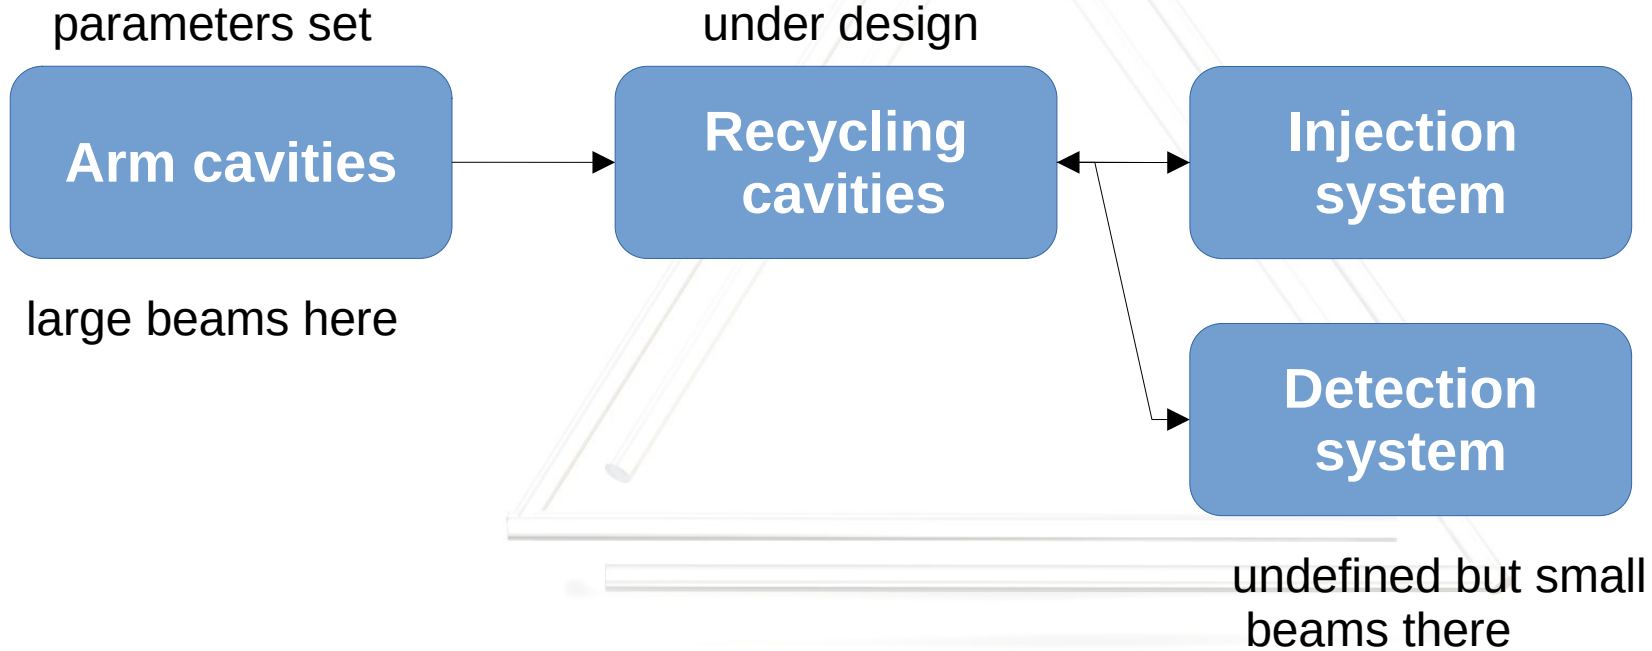 parameters set
under design
Arm cavities
Recycling
cavities
Injection
system
large beams here
Detection
system
undefined but small
beams there